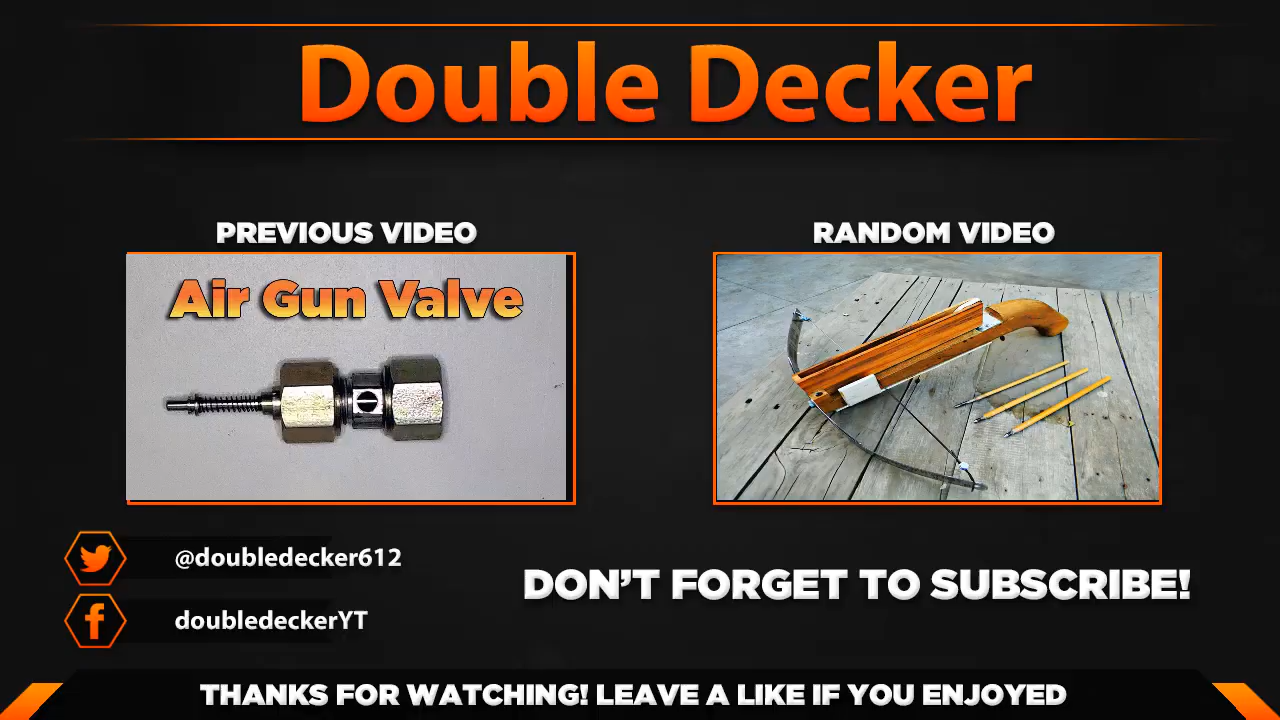 Double Decker
PREVIOUS VIDEO
RANDOM VIDEO
Air Gun Valve
@doubledecker612
doubledeckerYT
DON'T FORGET TO SUBSCRIBE!
THANKS FOR WATCHING! LEAVE A LIKE IF YOU ENJOYED